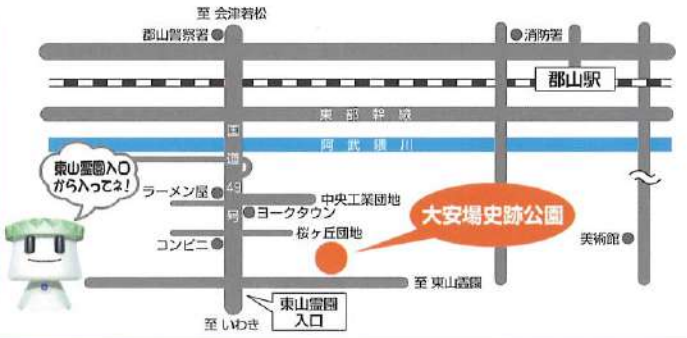 至 会津若松
郡山警察署
消防署
郡山駅
東部幹線
阿武隈川
国道49号
東山霊園入口
から入ってネ!
ラーメン屋
中央工業団地
ヨークタウン
大安場史跡公園
桜ヶ丘団地
コンビニ
美術館
至 東山霊園
東山霊園
入口
至 いわき